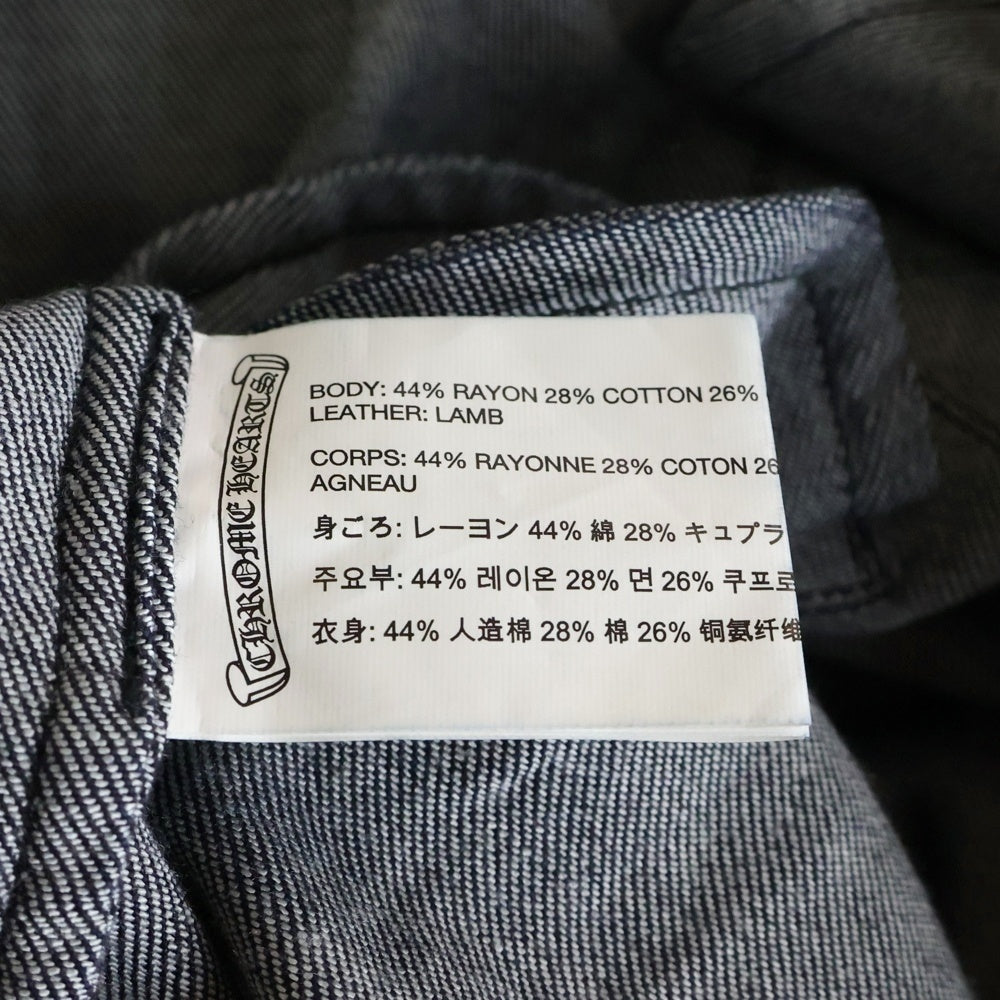 CHROME HEARTS
BODY: 44% RAYON 28% COTTON 26%
LEATHER: LAMB
CORPS: 44% RAYONNE 28% COTON 26
AGNEAU
身ごろ: レーヨン 44% 綿 28% キュプラ
주요부: 44% 레이온 28% 면 26% 쿠프로
衣身: 44% 人造棉 28% 棉 26% 铜氨纤维